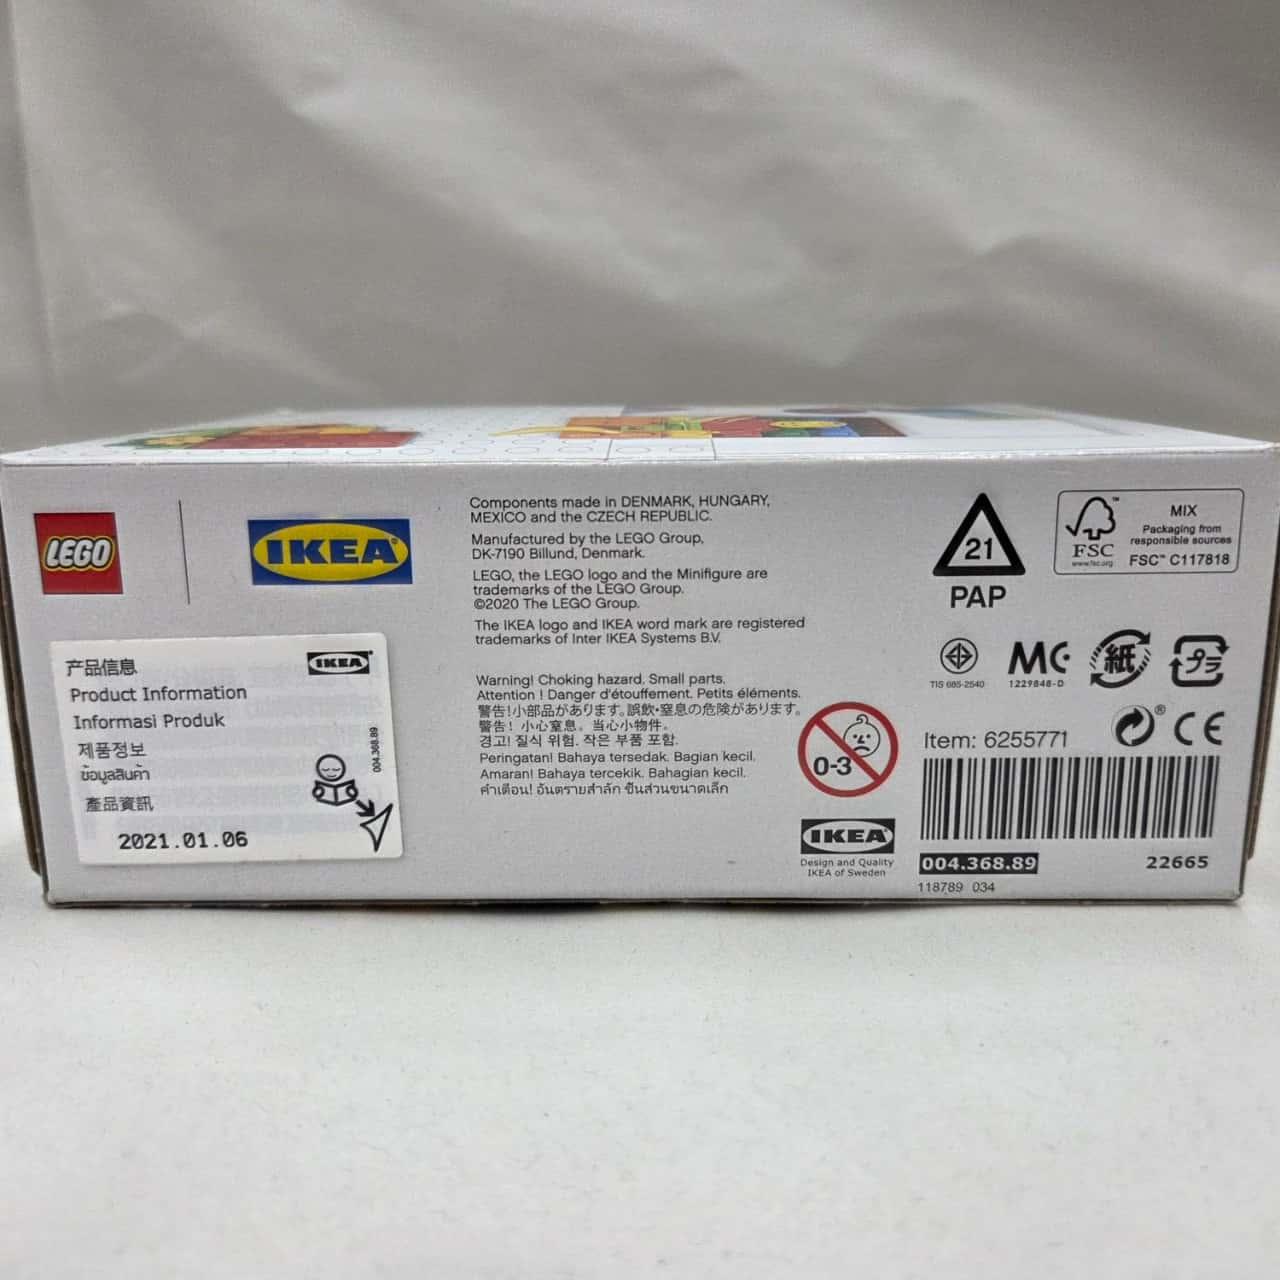 LEGO
IKEA®
产品信息
IKEA®
Product Information
Informasi Produk
제품정보
ข้อมูลสินค้า
產品資訊
2021.01.06
004.368.89
Components made in DENMARK, HUNGARY,
MEXICO and the CZECH REPUBLIC.
Manufactured by the LEGO Group,
DK-7190 Billund, Denmark.
LEGO, the LEGO logo and the Minifigure are
trademarks of the LEGO Group.
©2020 The LEGO Group.
The IKEA logo and IKEA word mark are registered
trademarks of Inter IKEA Systems B.V.
Warning! Choking hazard. Small parts.
Attention ! Danger d'étouffement. Petits éléments.
警告!小部品があります。誤飲・窒息の危険があります。
警告! 小心窒息。当心小物件。
경고! 질식 위험. 작은 부품 포함.
Peringatan! Bahaya tersedak. Bagian kecil.
Amaran! Bahaya tercekik. Bahagian kecil.
คำเตือน! อันตรายสำลัก ชิ้นส่วนขนาดเล็ก
0-3
IKEA®
Design and Quality
IKEA of Sweden
21
PAP
FSC™
www.fsc.org
MIX
Packaging from
responsible sources
FSC™ C117818
TIS 685-2540
MC
1229848-D
紙
プラ
Item: 6255771
® CE
004.368.89
22665
118789 034